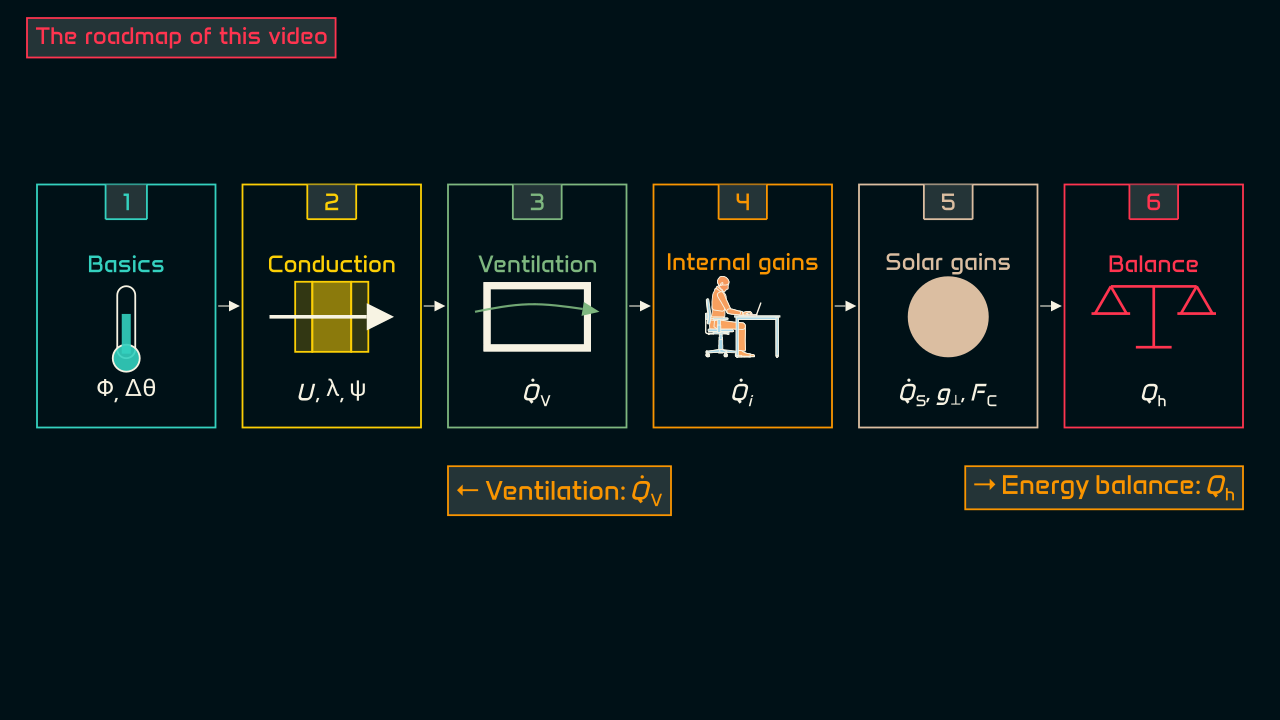 The roadmap of this video
1
Basics
Φ, Δθ
2
Conduction
U, λ, ψ
3
Ventilation
Q̇V
4
Internal gains
Q̇i
5
Solar gains
Q̇S, g⊥, FC
6
Balance
Qh
← Ventilation: Q̇V
→ Energy balance: Qh